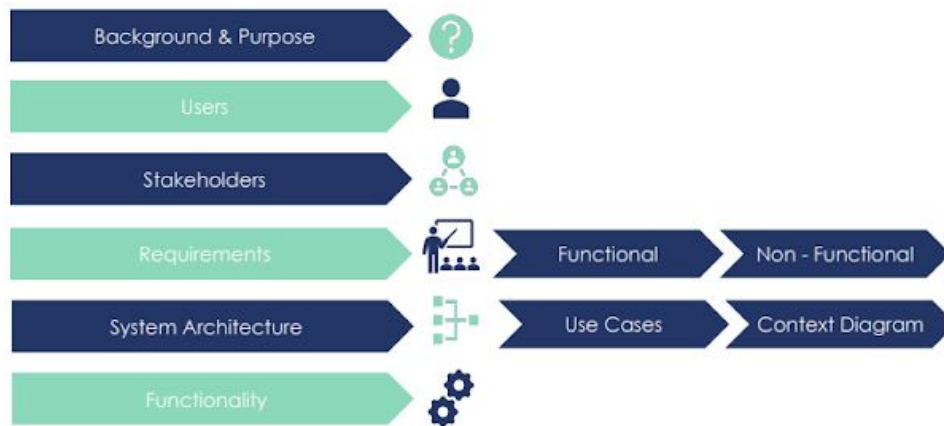 Background & Purpose
?
Users
Stakeholders
Requirements
Functional
Non - Functional
System Architecture
Use Cases
Context Diagram
Functionality